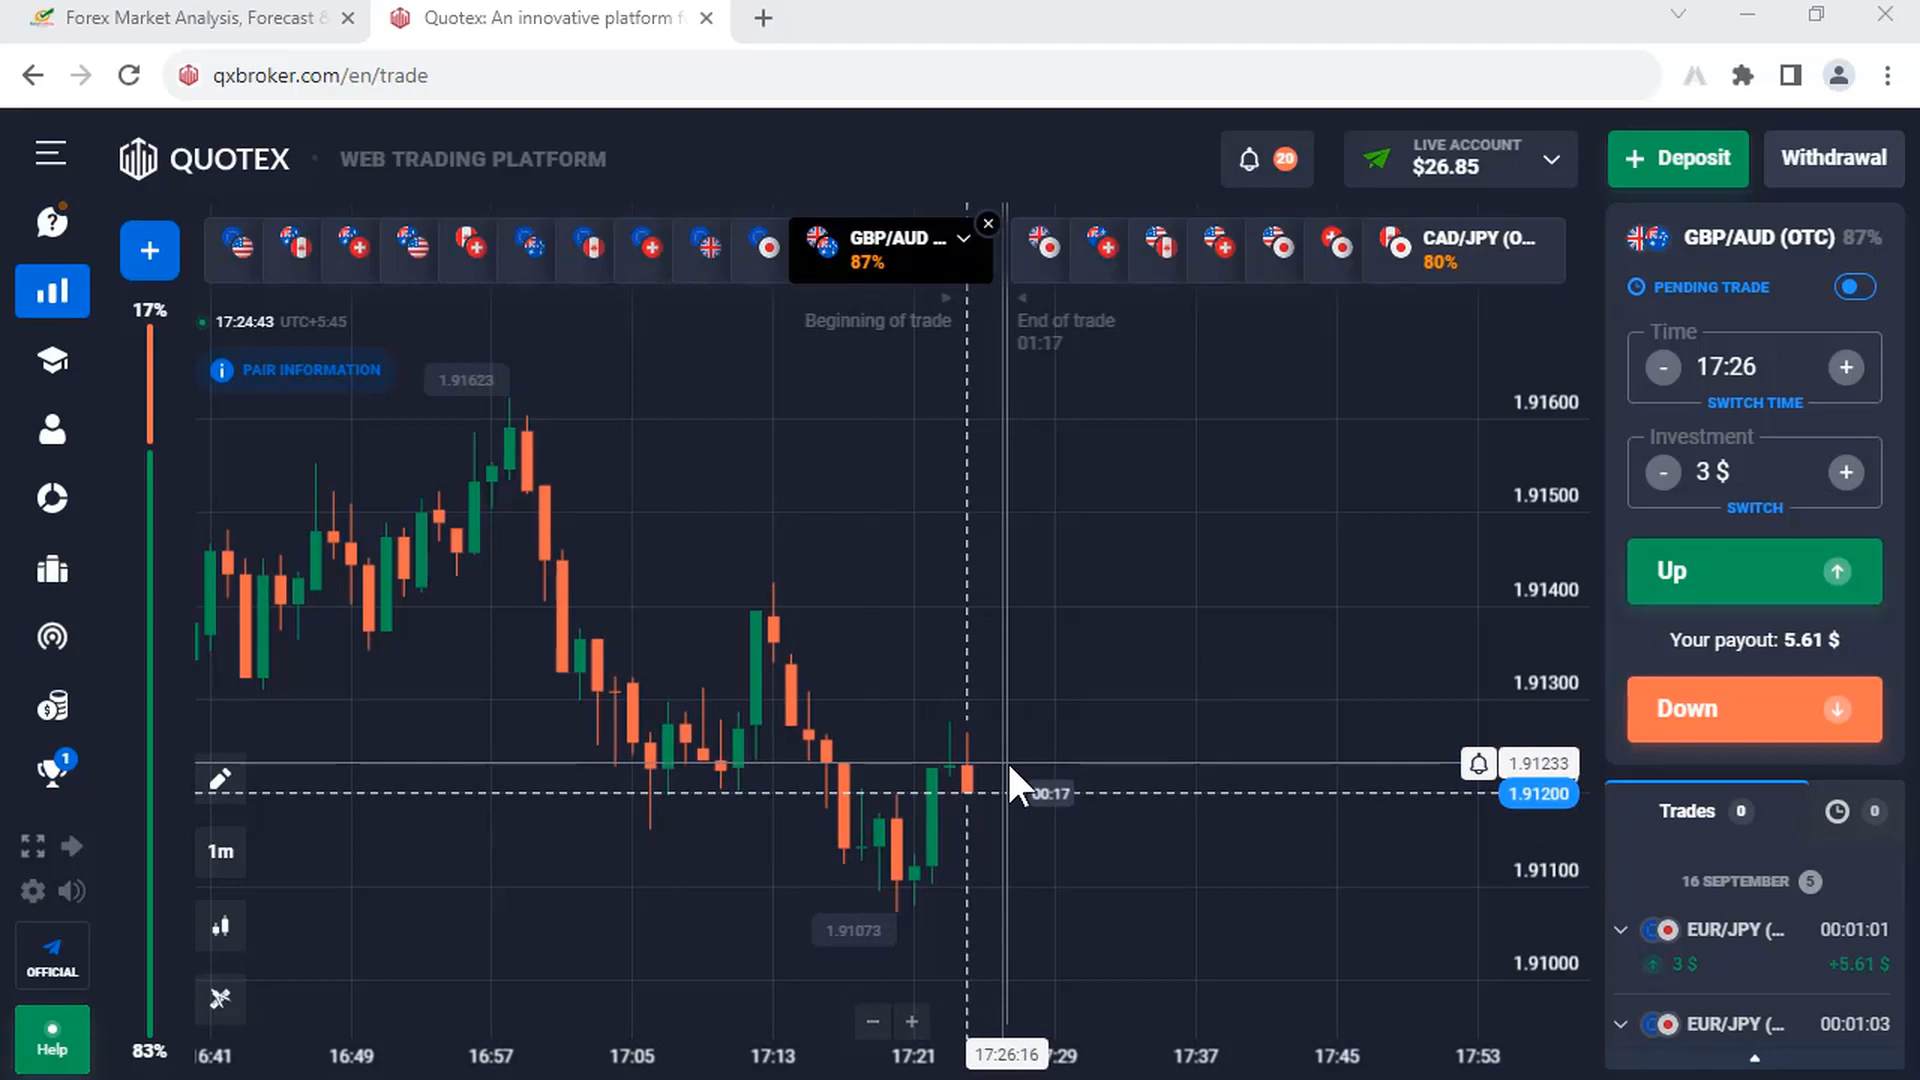 Forex Market Analysis, Forecast &
Quotex: An innovative platform f
qxbroker.com/en/trade
QUOTEX
WEB TRADING PLATFORM
20
LIVE ACCOUNT
$26.85
+ Deposit
Withdrawal
GBP/AUD ...
87%
CAD/JPY (O...
80%
GBP/AUD (OTC) 87%
PENDING TRADE
Time
- 17:26 +
SWITCH TIME
Investment
- 3 $ +
SWITCH
Up
Your payout: 5.61 $
Down
17%
17:24:43 UTC+5:45
PAIR INFORMATION
Beginning of trade
End of trade
01:17
1.91623
1.91600
1.91500
1.91400
1.91300
1.91233
1.91200
00:17
1.91100
1.91073
1.91000
1m
1
OFFICIAL
Help
83%
6:41
16:49
16:57
17:05
17:13
17:21
17:26:16
7:29
17:37
17:45
17:53
Trades 0
0
16 SEPTEMBER 5
EUR/JPY (... 00:01:01
3 $ +5.61 $
EUR/JPY (... 00:01:03